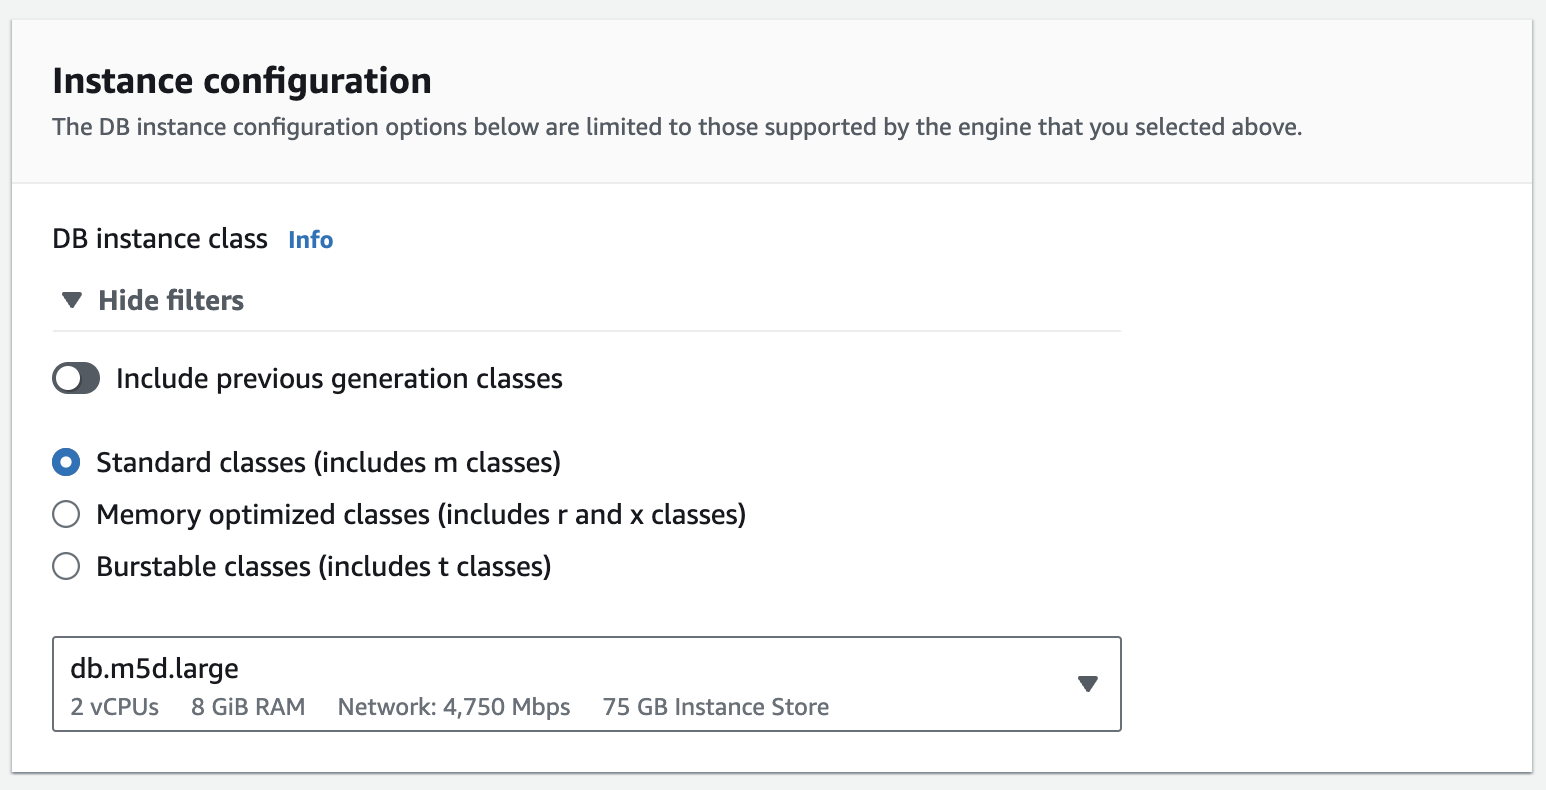 Instance configuration
The DB instance configuration options below are limited to those supported by the engine that you selected above.
DB instance class Info
Hide filters
Include previous generation classes
Standard classes (includes m classes)
Memory optimized classes (includes r and x classes)
Burstable classes (includes t classes)
db.m5d.large
2 vCPUs 8 GiB RAM Network: 4,750 Mbps 75 GB Instance Store